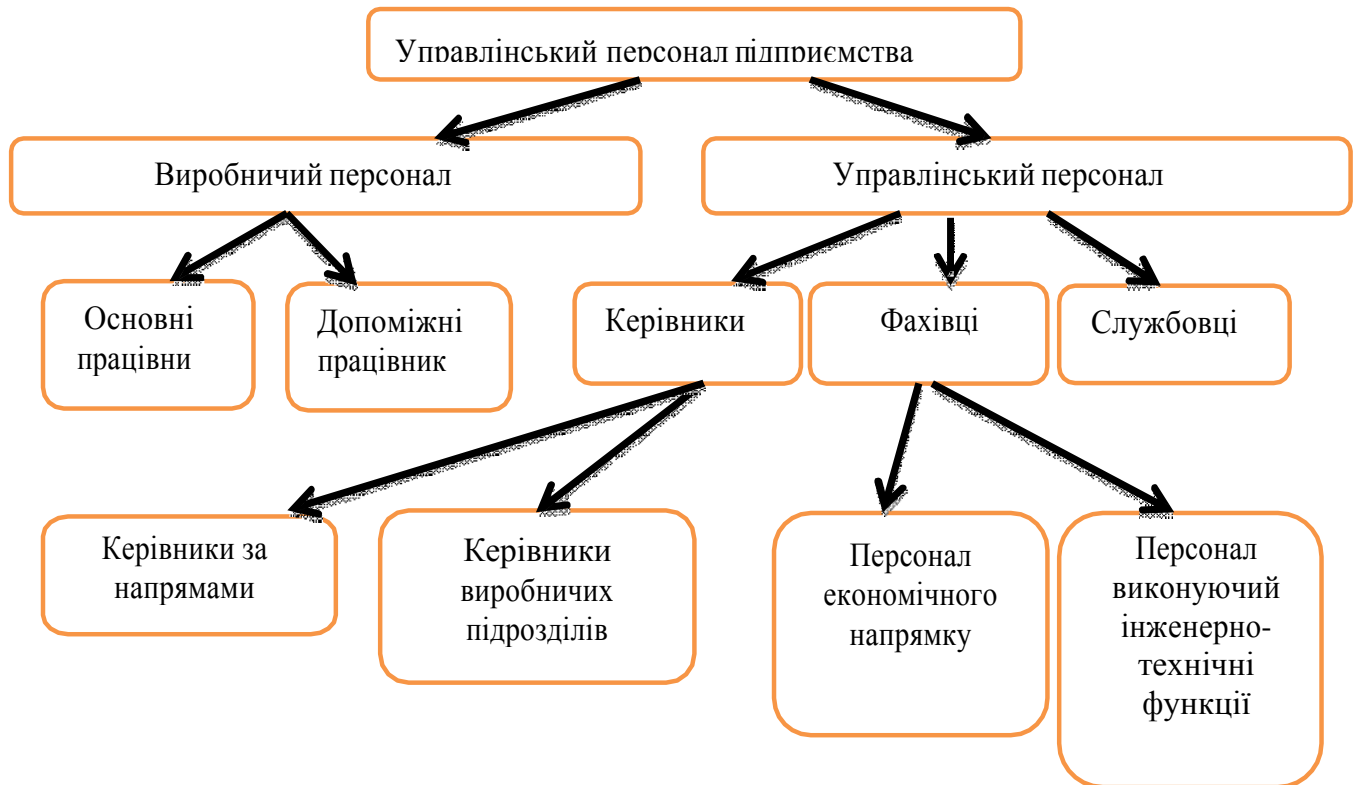 Управлінський персонал підприємства
Виробничий персонал
Управлінський персонал
Основні
працівни
Допоміжні
працівник
Керівники
Фахівці
Службовці
Керівники за
напрямами
Керівники
виробничих
підрозділів
Персонал
економічного
напрямку
Персонал
виконуючий
інженерно-
технічні
функції